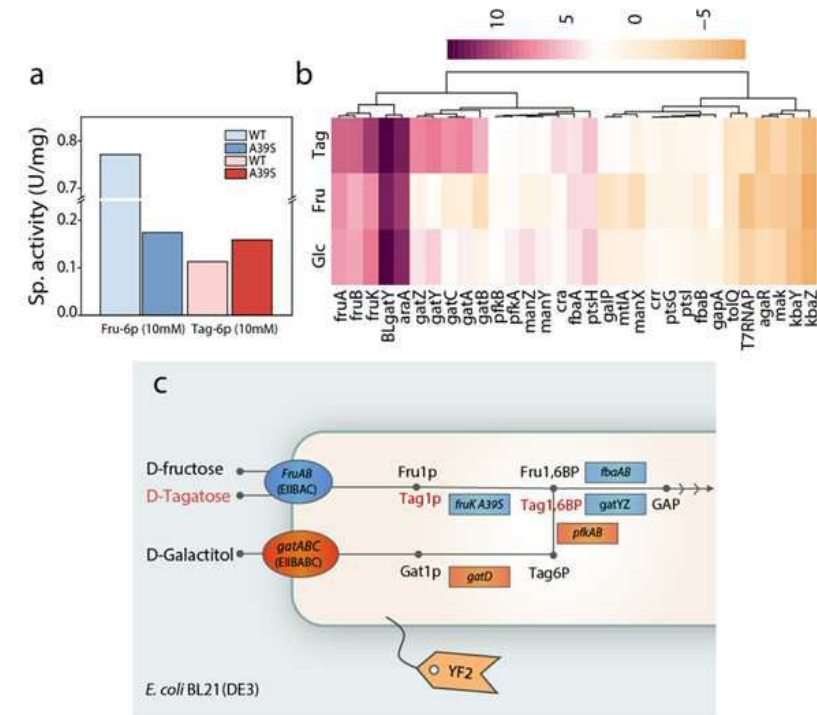 a
Sp. activity (U/mg)
0.8
0.7
0.2
0.1
0.0
WT
A39S
WT
A39S
Fru-6p (10mM) Tag-6p (10mM)
b
10 5 0 -5
Tag
Fru
Glc
fruA
fruB
fruK
BLgatY
araA
gatZ
gatY
gatC
gatA
gatB
pfkB
pfkA
manZ
manY
cra
fbaA
ptsH
galP
mtlA
manX
crr
ptsG
ptsI
fbaB
gapA
tolQ
T7RNAP
agaR
mak
kbaY
kbaZ
c
D-fructose
D-Tagatose
FruAB
(EIIBAC)
Fru1p
Tag1p
fruK A39S
Fru1,6BP
Tag1,6BP
fbaAB
gatYZ
GAP
pfkAB
D-Galactitol
gatABC
(EIIBABC)
Gat1p
gatD
Tag6P
YF2
E. coli BL21(DE3)